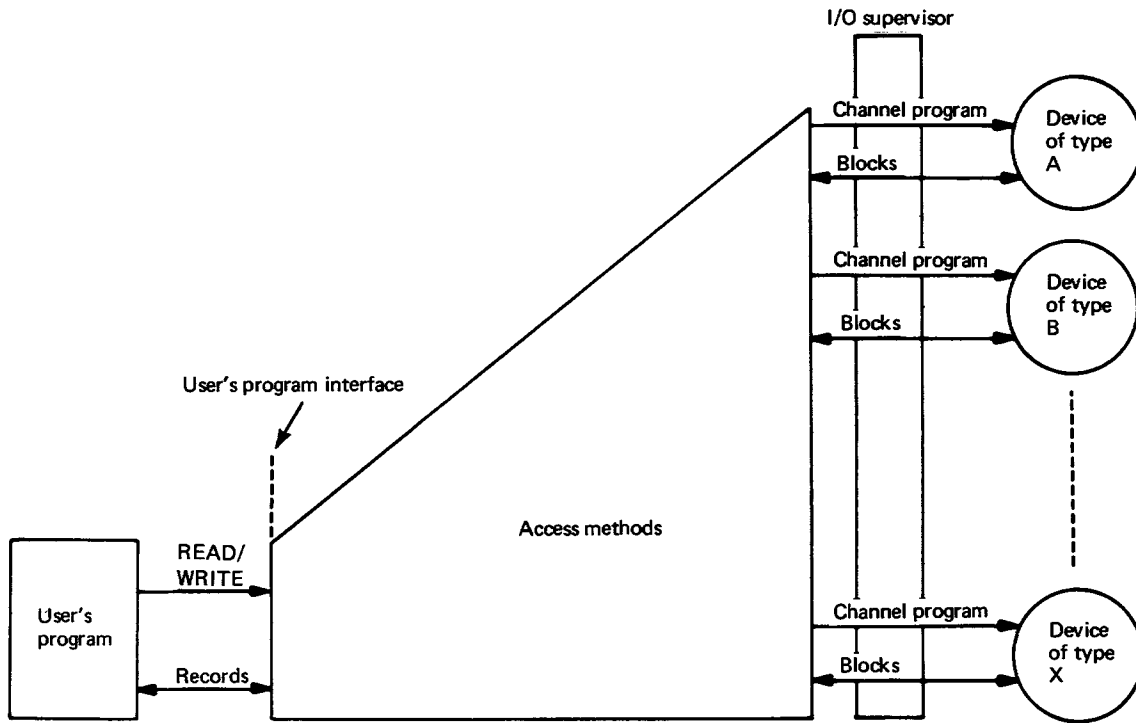 I/O supervisor
Channel program
Device
of type
A
Blocks
Channel program
Device
of type
B
Blocks
User's program interface
Access methods
READ/
WRITE
User's
program
Records
Channel program
Device
of type
X
Blocks